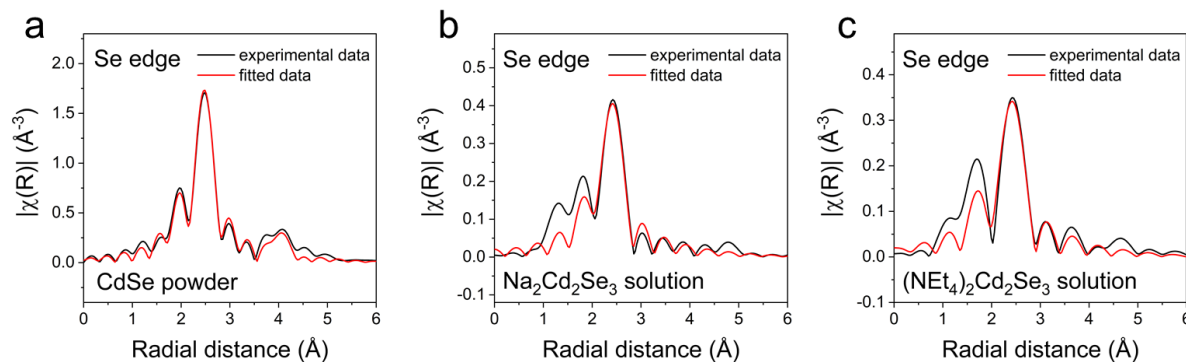 a
Se edge
experimental data
fitted data
CdSe powder
|χ(R)| (Å⁻³)
2.0
1.5
1.0
0.5
0.0
0 1 2 3 4 5 6
Radial distance (Å)
b
Se edge
experimental data
fitted data
Na₂Cd₂Se₃ solution
|χ(R)| (Å⁻³)
0.5
0.4
0.3
0.2
0.1
0.0
-0.1
0 1 2 3 4 5 6
Radial distance (Å)
c
Se edge
experimental data
fitted data
(NEt₄)₂Cd₂Se₃ solution
|χ(R)| (Å⁻³)
0.4
0.3
0.2
0.1
0.0
-0.1
0 1 2 3 4 5 6
Radial distance (Å)